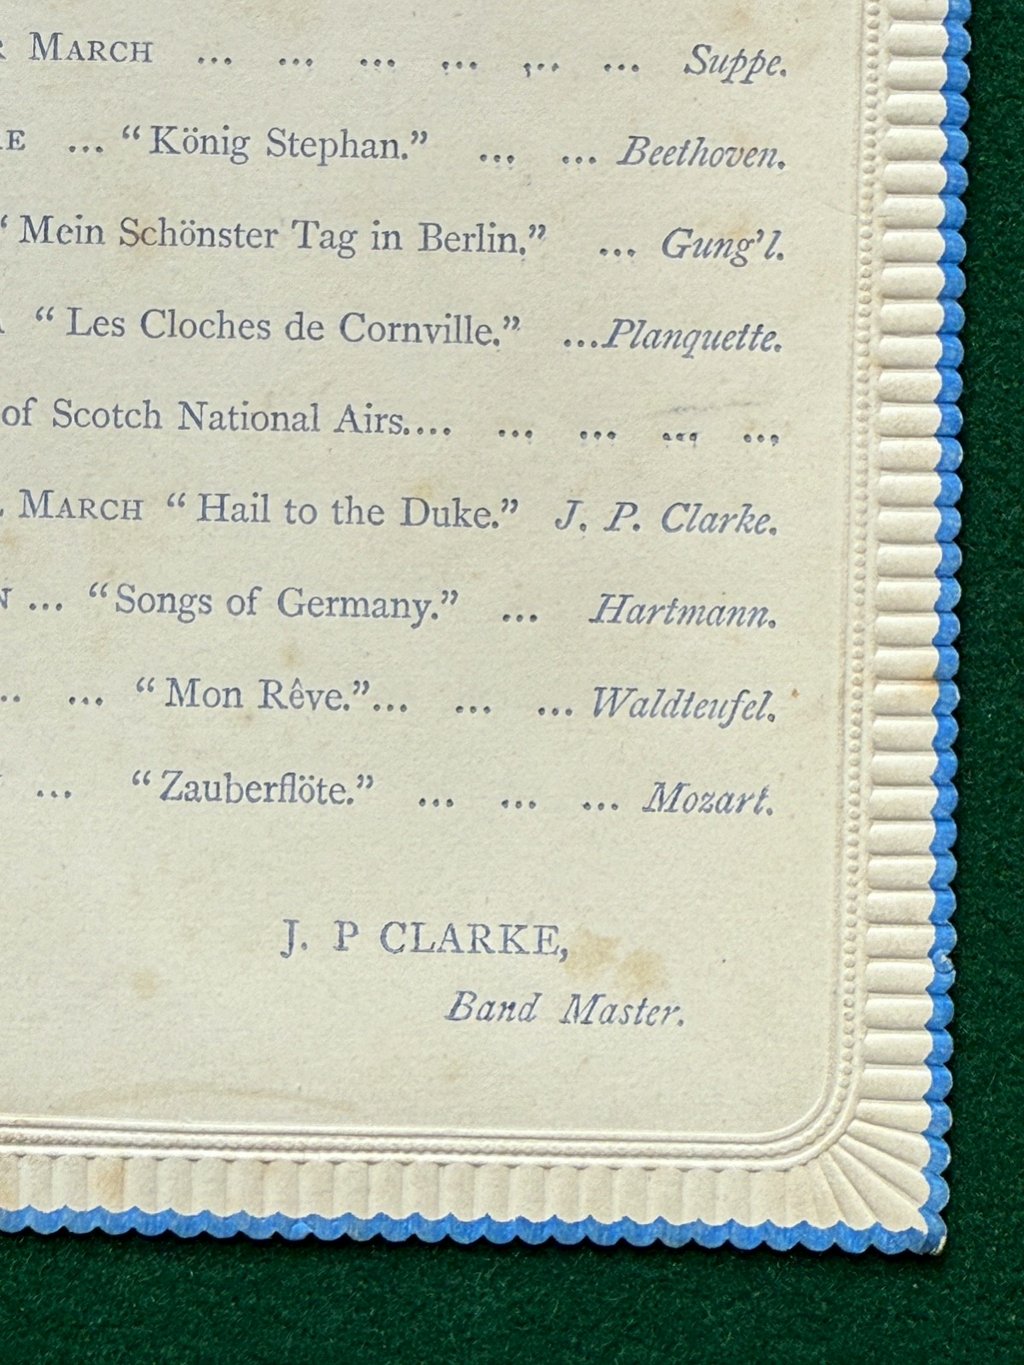 R MARCH ... ... ... ... ... ... Suppe.
RE ... "König Stephan." ... ... Beethoven.
"Mein Schönster Tag in Berlin." ... Gung'l.
"Les Cloches de Cornville." ...Planquette.
of Scotch National Airs.... ... ... ... ...
MARCH "Hail to the Duke." J. P. Clarke.
N ... "Songs of Germany." ... Hartmann.
.. ... "Mon Rêve."... ... ... Waldteufel.
... "Zauberflöte." ... ... ... Mozart.
J. P CLARKE,
Band Master.